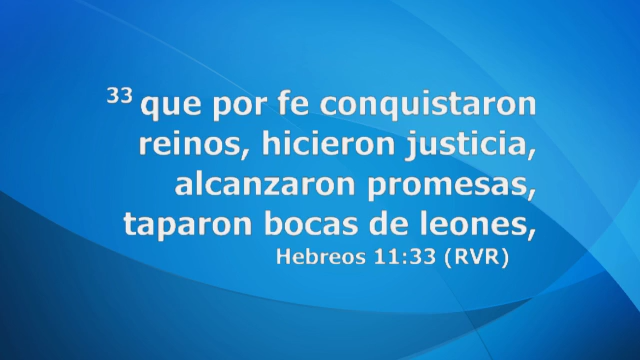 33 que por fe conquistaron
reinos, hicieron justicia,
alcanzaron promesas,
taparon bocas de leones,
Hebreos 11:33 (RVR)